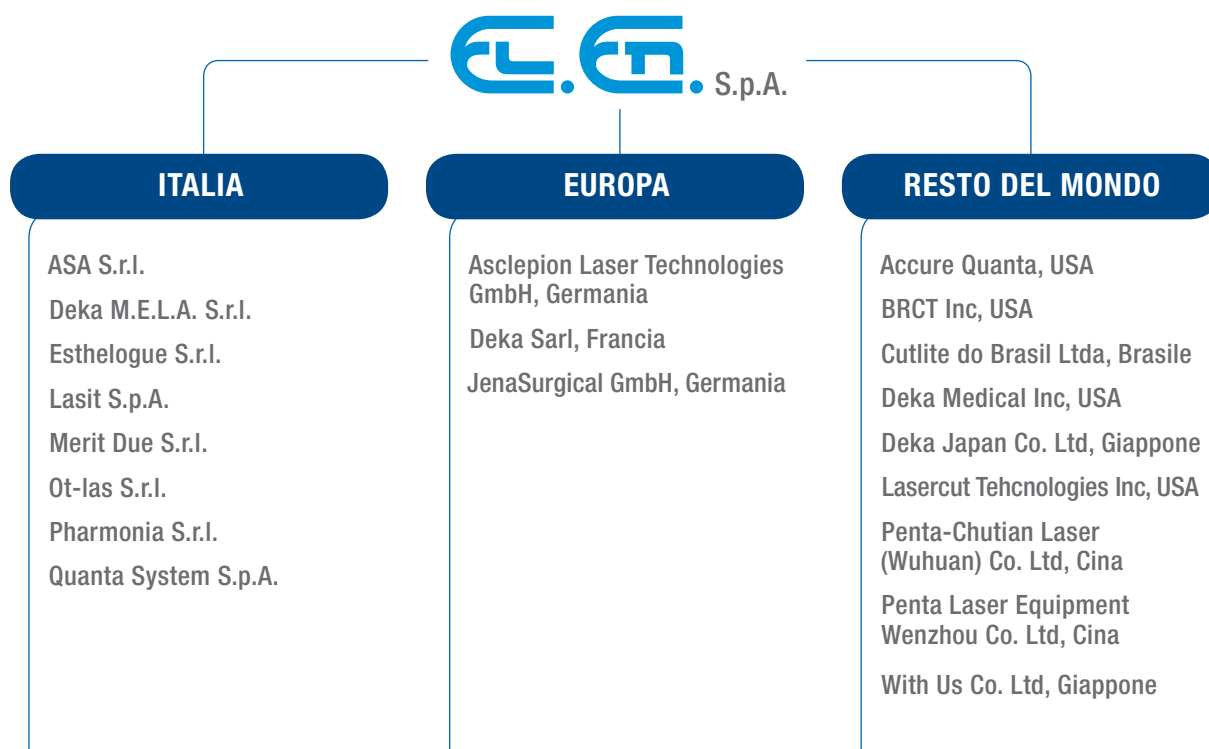 EL.EN. S.p.A.
ITALIA
ASA S.r.l.
Deka M.E.L.A. S.r.l.
Esthelogue S.r.l.
Lasit S.p.A.
Merit Due S.r.l.
Ot-las S.r.l.
Pharmonia S.r.l.
Quanta System S.p.A.
EUROPA
Asclepion Laser Technologies
GmbH, Germania
Deka Sarl, Francia
JenaSurgical GmbH, Germania
RESTO DEL MONDO
Accure Quanta, USA
BRCT Inc, USA
Cutlite do Brasil Ltda, Brasile
Deka Medical Inc, USA
Deka Japan Co. Ltd, Giappone
Lasercut Tehcnologies Inc, USA
Penta-Chutian Laser
(Wuhuan) Co. Ltd, Cina
Penta Laser Equipment
Wenzhou Co. Ltd, Cina
With Us Co. Ltd, Giappone